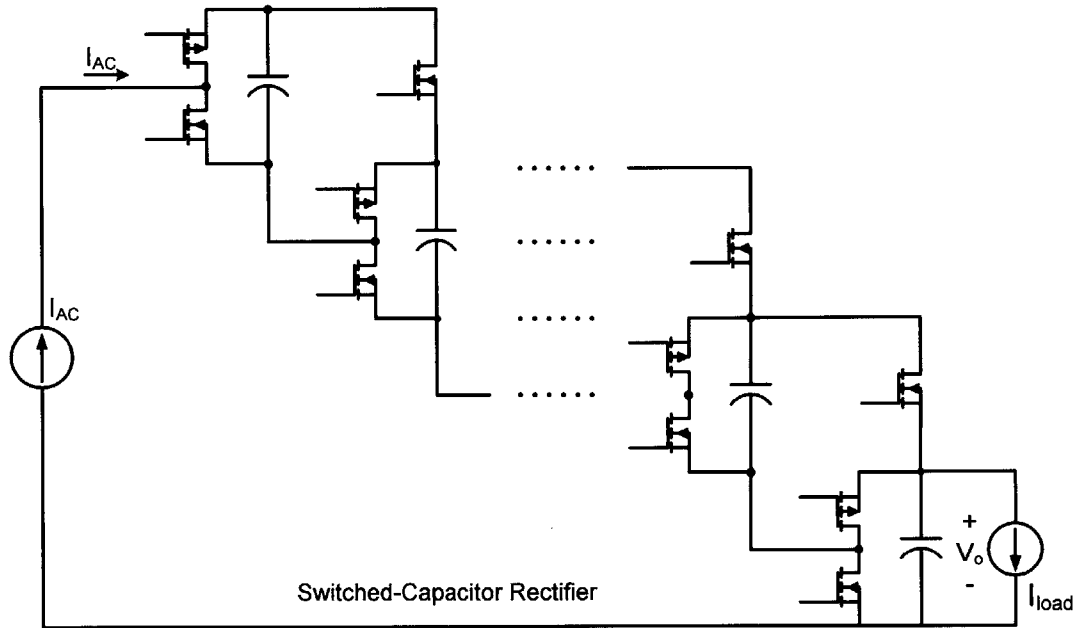 I_AC
I_AC
+
V_o
-
I_load
Switched-Capacitor Rectifier